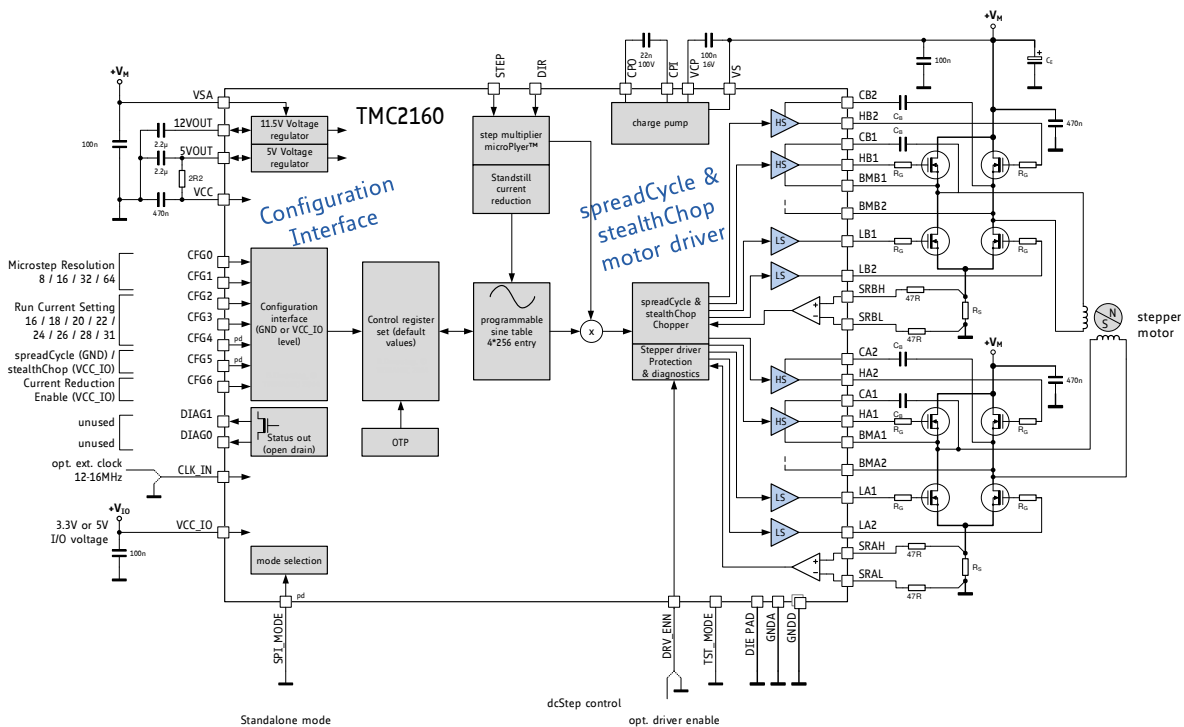 +VM
VSA
12VOUT
2.2µ
5VOUT
2.2µ
100n
2R2
VCC
470n
TMC2160
11.5V Voltage
regulator
5V Voltage
regulator
STEP
DIR
step multiplier
microPlyer™
Standstill
current
reduction
22n
100V
100n
16V
CPO
CPI
VCP
VS
charge pump
+VM
100n
CE
470n
Configuration
Interface
spreadCycle &
stealthChop
motor driver
Microstep Resolution
8 / 16 / 32 / 64
Run Current Setting
16 / 18 / 20 / 22 /
24 / 26 / 28 / 31
spreadCycle (GND) /
stealthChop (VCC_IO)
Current Reduction
Enable (VCC_IO)
unused
unused
opt. ext. clock
12-16MHz
+VIO
3.3V or 5V
I/O voltage
100n
CFG0
CFG1
CFG2
CFG3
CFG4
pd
CFG5
pd
CFG6
DIAG1
DIAG0
CLK_IN
VCC_IO
Configuration
interface
(GND or VCC_IO
level)
Status out
(open drain)
mode selection
pd
SPI_MODE
Control register
set (default
values)
OTP
programmable
sine table
4*256 entry
x
spreadCycle &
stealthChop
Chopper
Stepper driver
Protection
& diagnostics
HS
HS
LS
LS
+
−
HS
HS
LS
LS
+
−
CB2
CB
HB2
CB1
CB
HB1
RG
RG
BMB1
BMB2
LB1
RG
RG
LB2
SRBH
47R
RS
SRBL
47R
N
S
stepper
motor
+VM
470n
CA2
CB
HA2
CA1
CB
HA1
RG
RG
BMA1
BMA2
LA1
RG
RG
LA2
SRAH
47R
RS
SRAL
47R
DRV_ENN
TST_MODE
DIE PAD
GNDA
GNDD
dcStep control
Standalone mode
opt. driver enable